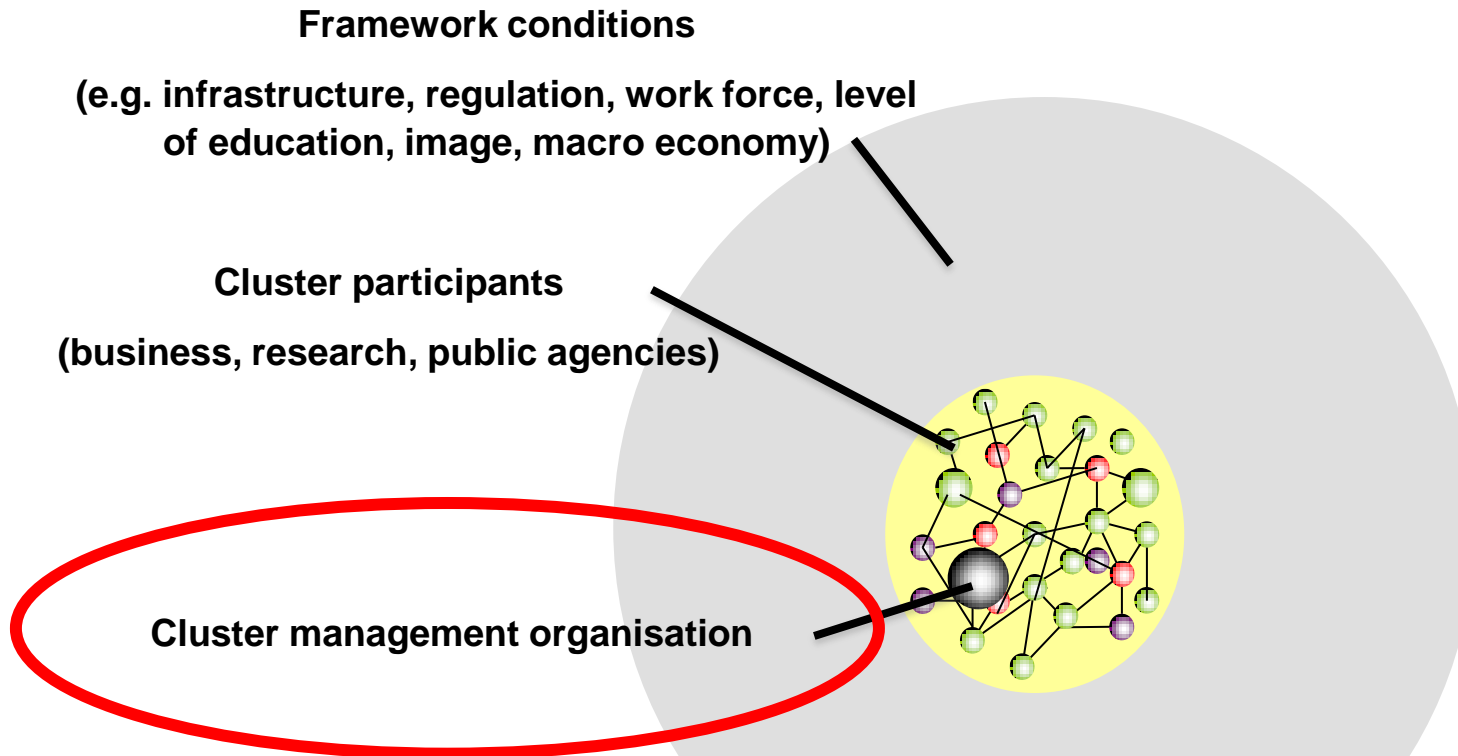 Framework conditions
(e.g. infrastructure, regulation, work force, level
of education, image, macro economy)
Cluster participants
(business, research, public agencies)
Cluster management organisation